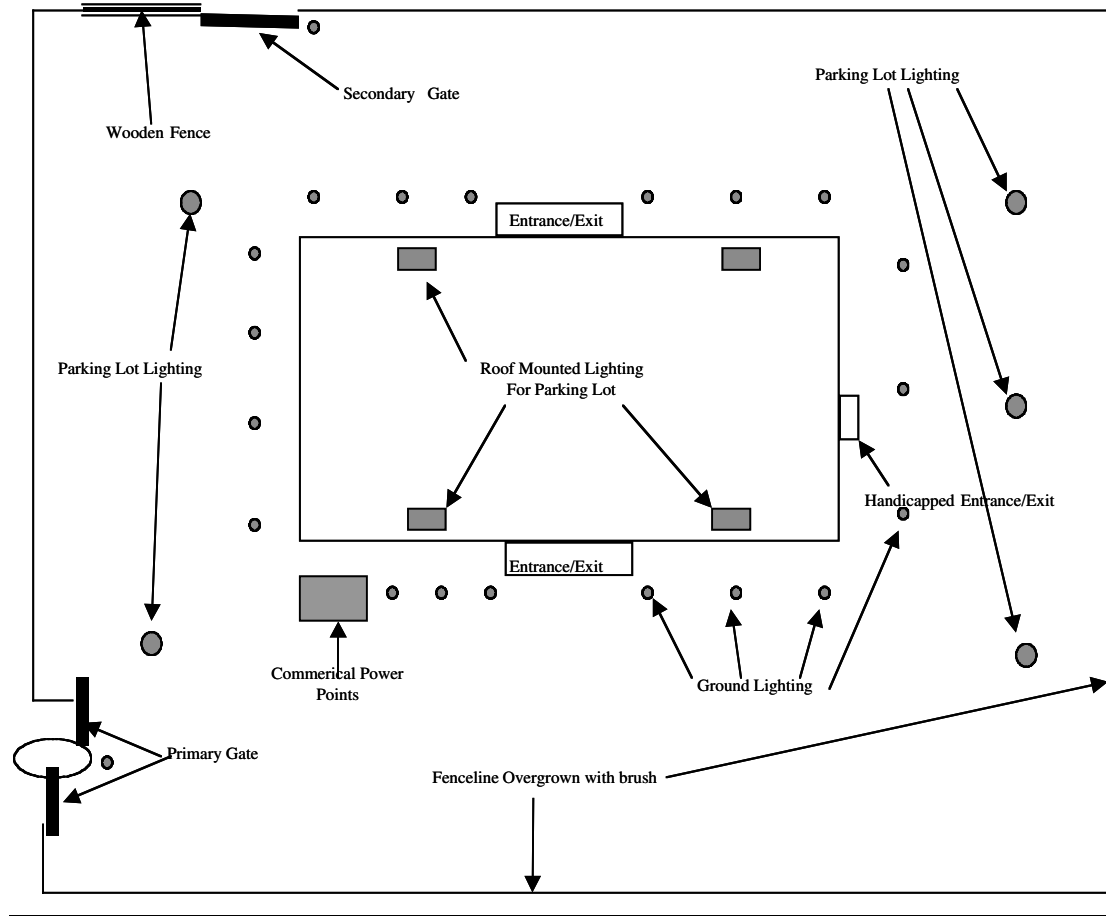 Parking Lot Lighting
Secondary Gate
Wooden Fence
Entrance/Exit
Parking Lot Lighting
Roof Mounted Lighting
For Parking Lot
Handicapped Entrance/Exit
Entrance/Exit
Commerical Power
Points
Ground Lighting
Primary Gate
Fenceline Overgrown with brush